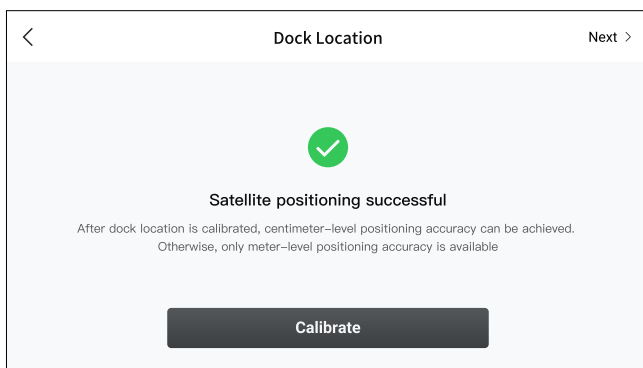 Dock Location
Next >
Satellite positioning successful
After dock location is calibrated, centimeter-level positioning accuracy can be achieved.
Otherwise, only meter-level positioning accuracy is available
Calibrate